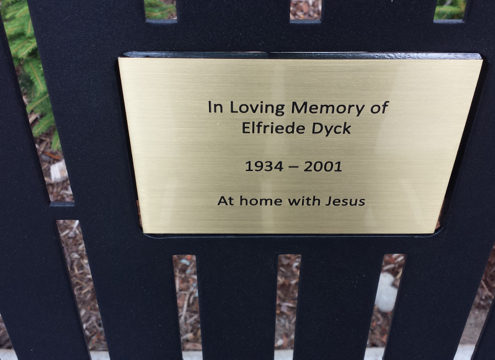 In Loving Memory of
Elfriede Dyck
1934 – 2001
At home with Jesus